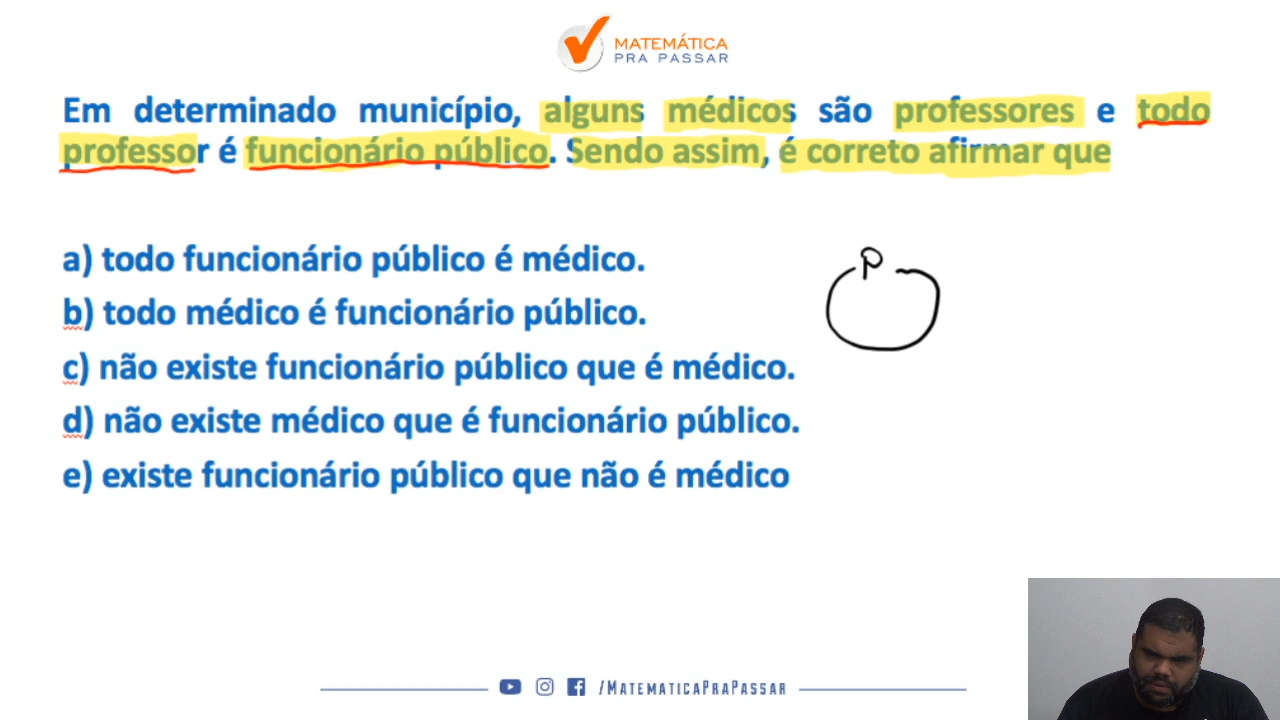 MATEMÁTICA
PRA PASSAR
Em determinado município, alguns médicos são professores e todo
professor é funcionário público. Sendo assim, é correto afirmar que
a) todo funcionário público é médico.
P
b) todo médico é funcionário público.
c) não existe funcionário público que é médico.
d) não existe médico que é funcionário público.
e) existe funcionário público que não é médico
/MATEMATICAPRAPASSAR